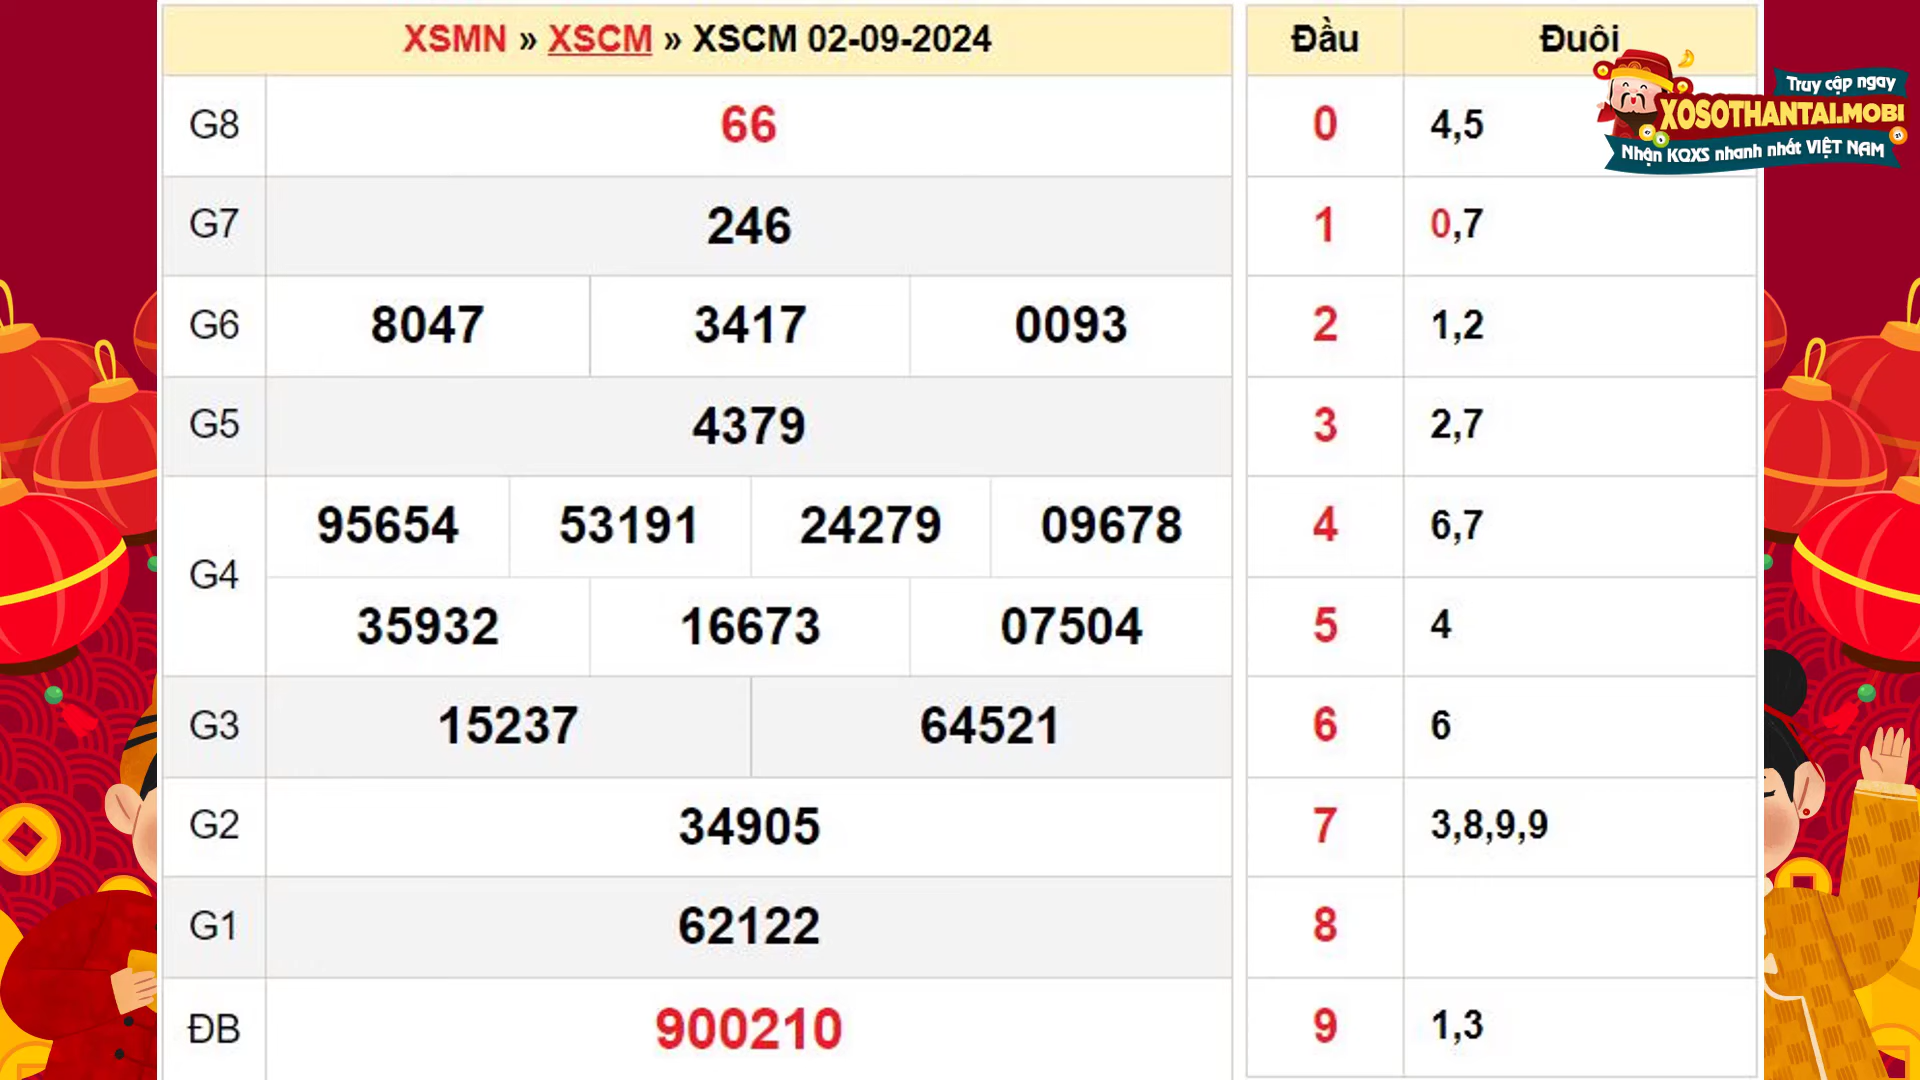 XSMN » XSCM » XSCM 02-09-2024
G8 66
G7 246
G6 8047 3417 0093
G5 4379
G4 95654 53191 24279 09678
35932 16673 07504
G3 15237 64521
G2 34905
G1 62122
ĐB 900210
Đầu Đuôi
0 4,5
1 0,7
2 1,2
3 2,7
4 6,7
5 4
6 6
7 3,8,9,9
8
9 1,3
Truy cập ngay
XOSOTHANTAI.MOBI
Nhận KQXS nhanh nhất VIỆT NAM